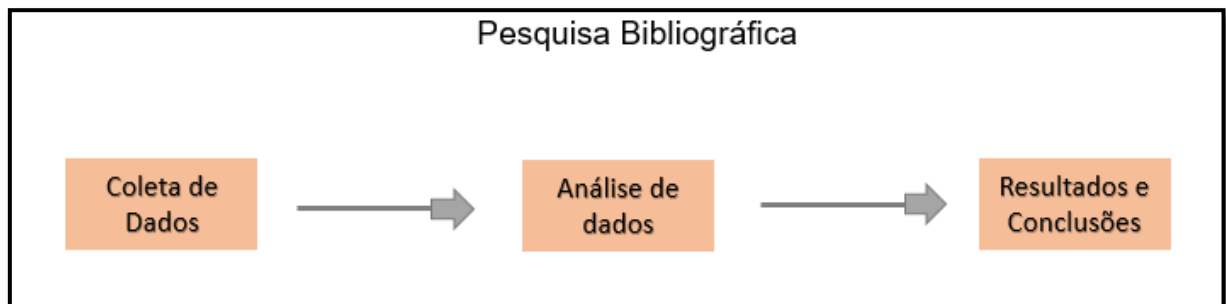 Pesquisa Bibliográfica
Coleta de
Dados
Análise de
dados
Resultados e
Conclusões